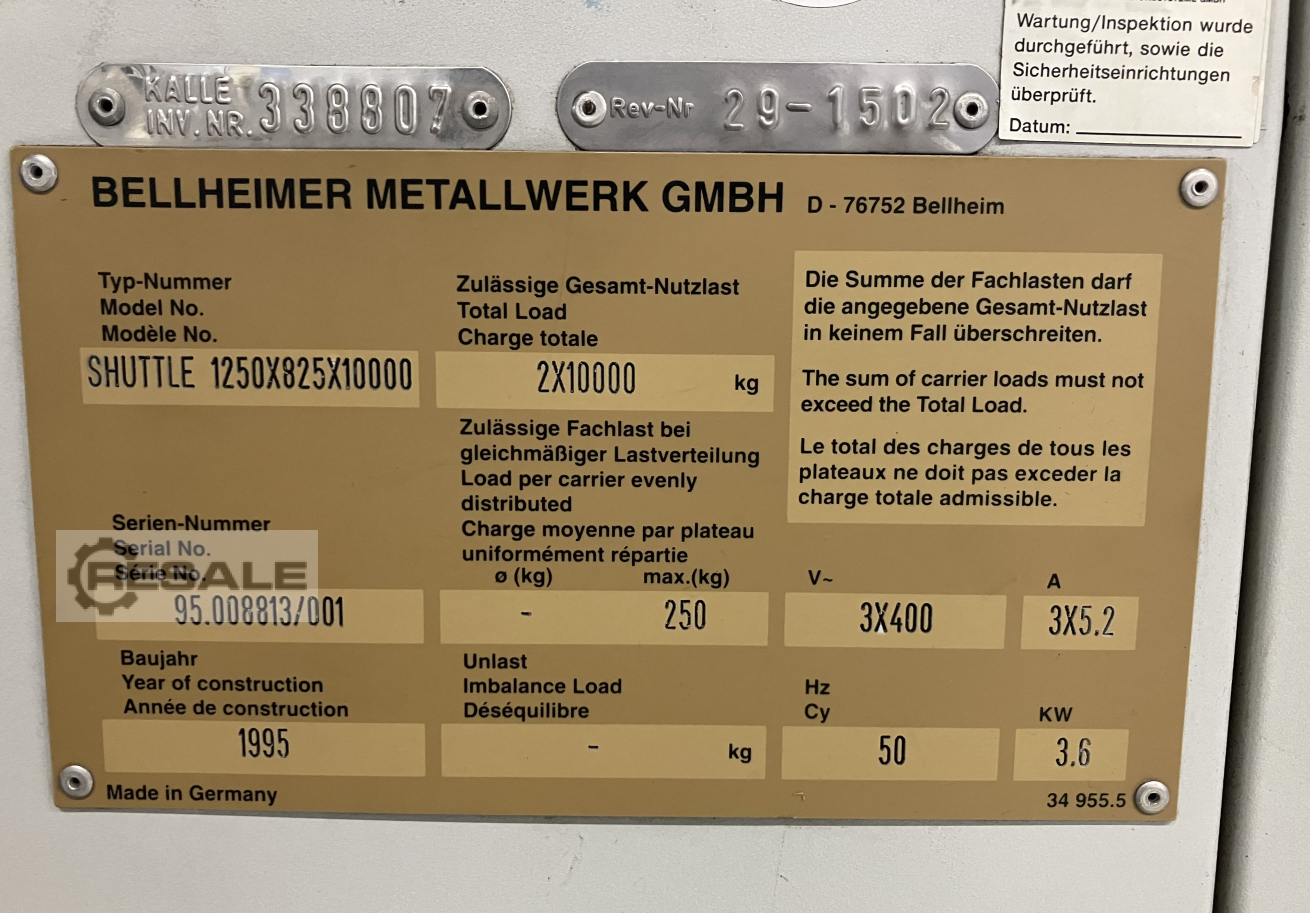 Wartung/Inspektion wurde
durchgeführt, sowie die
Sicherheitseinrichtungen
überprüft.
Datum:
KALLE
INV. NR. 338807
Rev-Nr 29-1502
BELLHEIMER METALLWERK GMBH D - 76752 Bellheim
Typ-Nummer
Model No.
Modèle No.
SHUTTLE 1250X825X10000
Zulässige Gesamt-Nutzlast
Total Load
Charge totale
2X10000 kg
Die Summe der Fachlasten darf
die angegebene Gesamt-Nutzlast
in keinem Fall überschreiten.
The sum of carrier loads must not
exceed the Total Load.
Le total des charges de tous les
plateaux ne doit pas exceder la
charge totale admissible.
Serien-Nummer
Serial No.
Série No.
RESALE
95.008813/001
Zulässige Fachlast bei
gleichmäßiger Lastverteilung
Load per carrier evenly
distributed
Charge moyenne par plateau
uniformément répartie
ø (kg) max.(kg)
- 250
V~
3X400
A
3X5.2
Baujahr
Year of construction
Année de construction
1995
Unlast
Imbalance Load
Déséquilibre
- kg
Hz
Cy
50
KW
3.6
Made in Germany
34 955.5